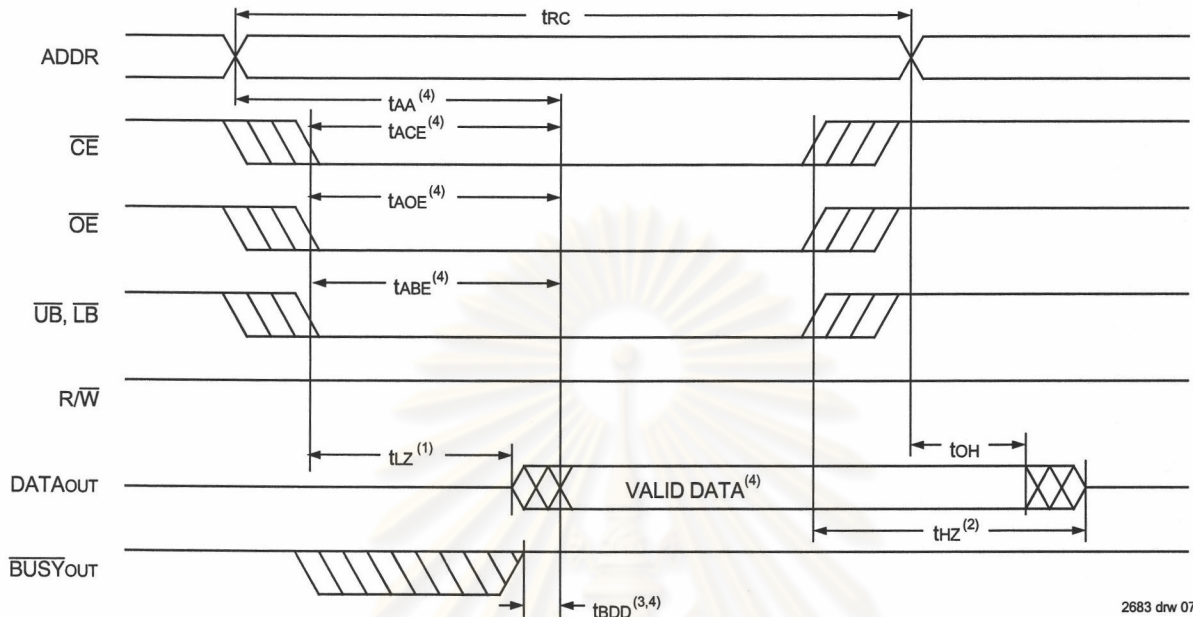 tRC
ADDR
tAA(4)
tACE(4)
CE
tAOE(4)
OE
tABE(4)
UB, LB
R/W
tLZ(1)
tOH
DATAOUT
VALID DATA(4)
tHZ(2)
BUSYOUT
tBDD(3,4)
2683 drw 07